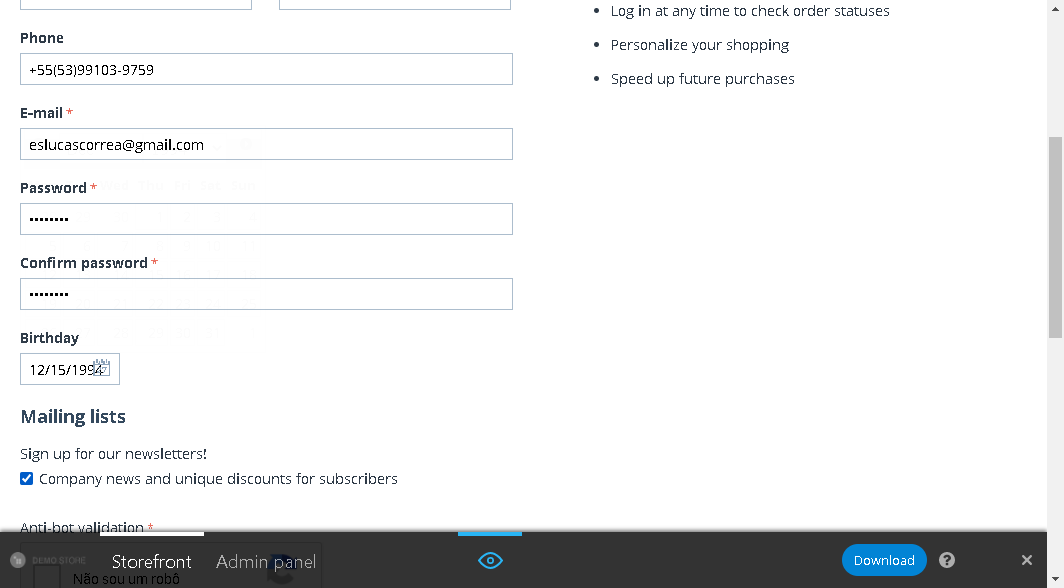 Phone
+55(53)99103-9759
E-mail *
eslucascorrea@gmail.com
Password *
••••••••
Confirm password *
••••••••
Birthday
12/15/1994
Mailing lists
Sign up for our newsletters!
Company news and unique discounts for subscribers
Anti-bot validation *
Não sou um robô
• Log in at any time to check order statuses
• Personalize your shopping
• Speed up future purchases
DEMO STORE
Storefront
Admin panel
Download
?